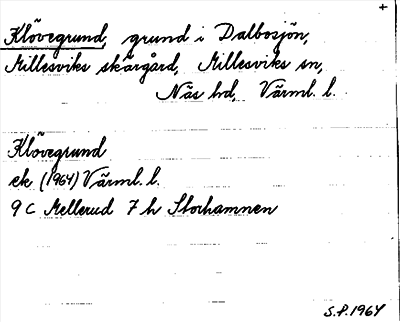 +
Klövegrund, grund i Dalbosjön,
Millesviks skärgård, Millesviks sn,
Näs hd, Värml. l.
Klövegrund
ek (1964) Värml. l.
9 C Mellerud 7 h Storhamnen
S.P. 1964